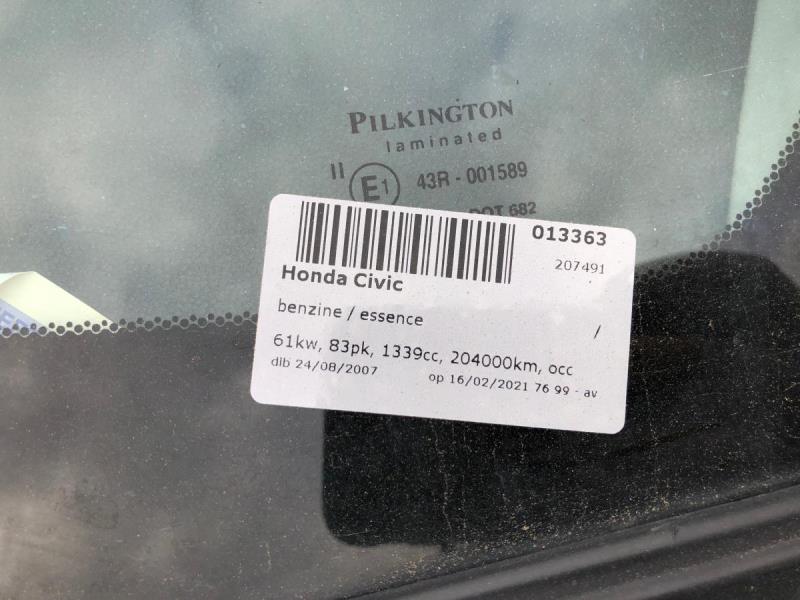 PILKINGTON
laminated
II
E1 43R - 001589
DOT 682
013363
207491
Honda Civic
benzine / essence
/
61kw, 83pk, 1339cc, 204000km, occ
dib 24/08/2007 op 16/02/2021 76 99 - av